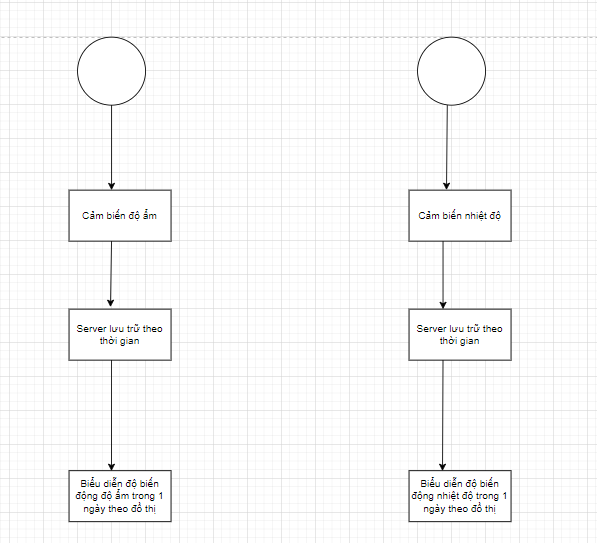 Cảm biến độ ẩm
Cảm biến nhiệt độ
Server lưu trữ theo
thời gian
Server lưu trữ theo
thời gian
Biểu diễn độ biến
động độ ẩm trong 1
ngày theo đồ thị
Biểu diễn độ biến
động nhiệt độ trong 1
ngày theo đồ thị